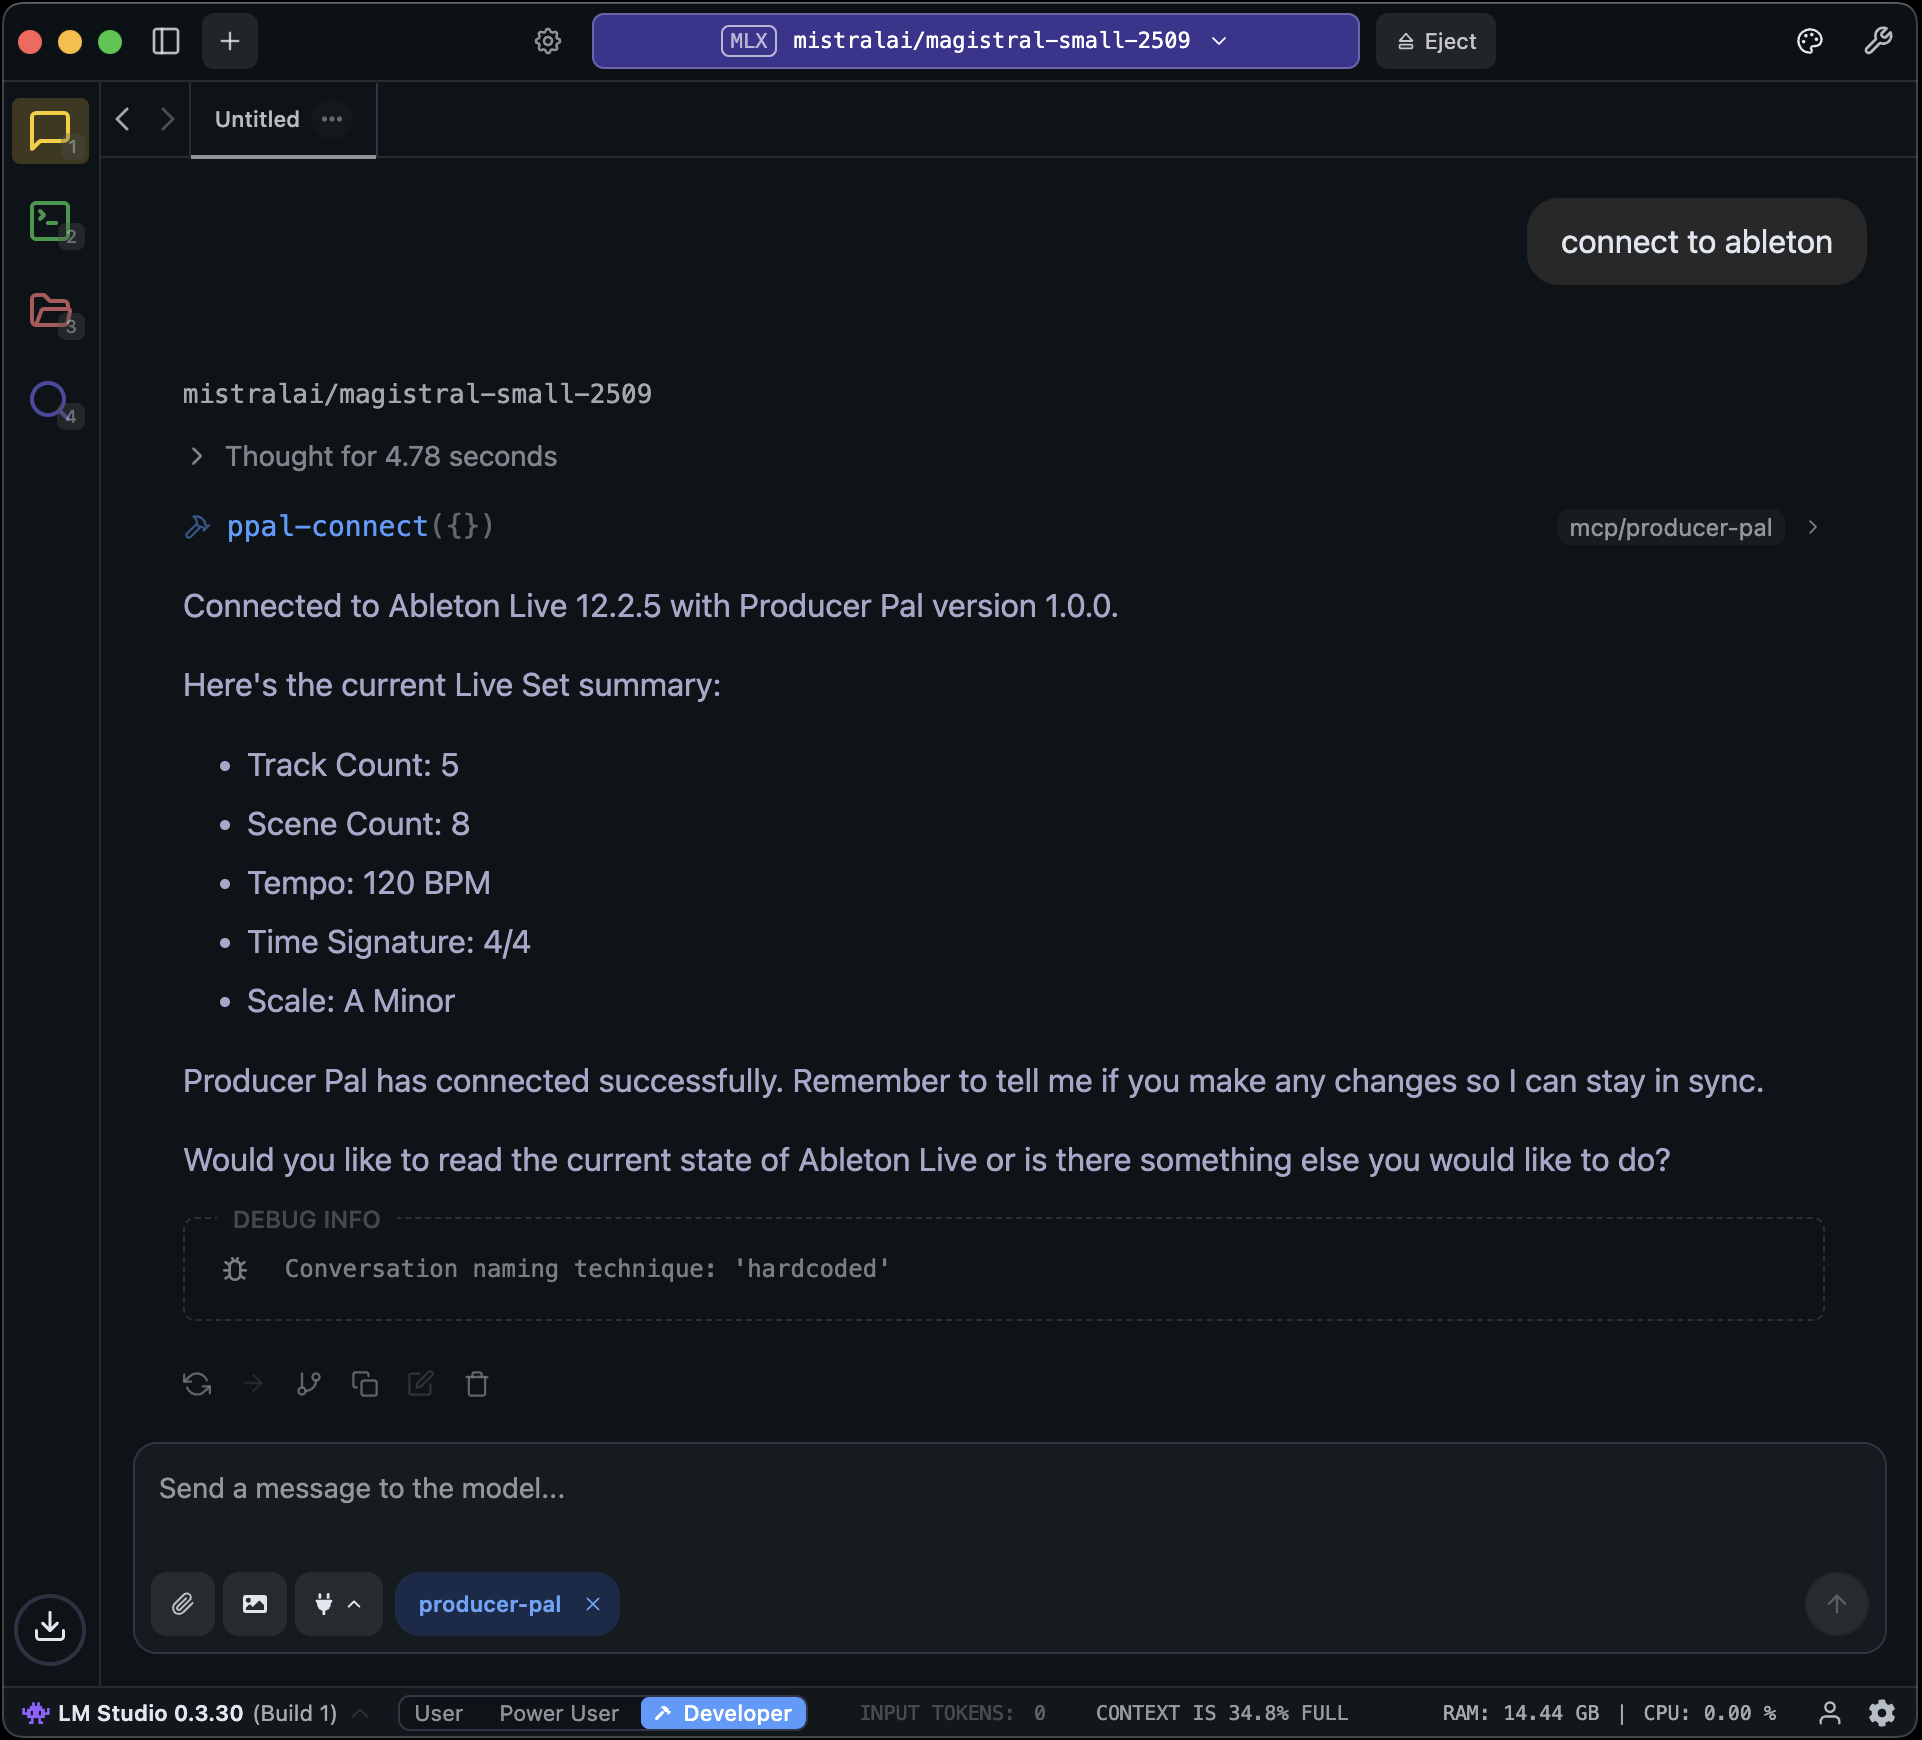 MLX mistralai/magistral-small-2509
Eject
1
Untitled
2
3
4
connect to ableton
mistralai/magistral-small-2509
Thought for 4.78 seconds
ppal-connect({})
mcp/producer-pal
Connected to Ableton Live 12.2.5 with Producer Pal version 1.0.0.
Here's the current Live Set summary:
• Track Count: 5
• Scene Count: 8
• Tempo: 120 BPM
• Time Signature: 4/4
• Scale: A Minor
Producer Pal has connected successfully. Remember to tell me if you make any changes so I can stay in sync.
Would you like to read the current state of Ableton Live or is there something else you would like to do?
DEBUG INFO
Conversation naming technique: 'hardcoded'
Send a message to the model...
producer-pal
LM Studio 0.3.30 (Build 1)
User Power User Developer
INPUT TOKENS: 0
CONTEXT IS 34.8% FULL
RAM: 14.44 GB | CPU: 0.00 %